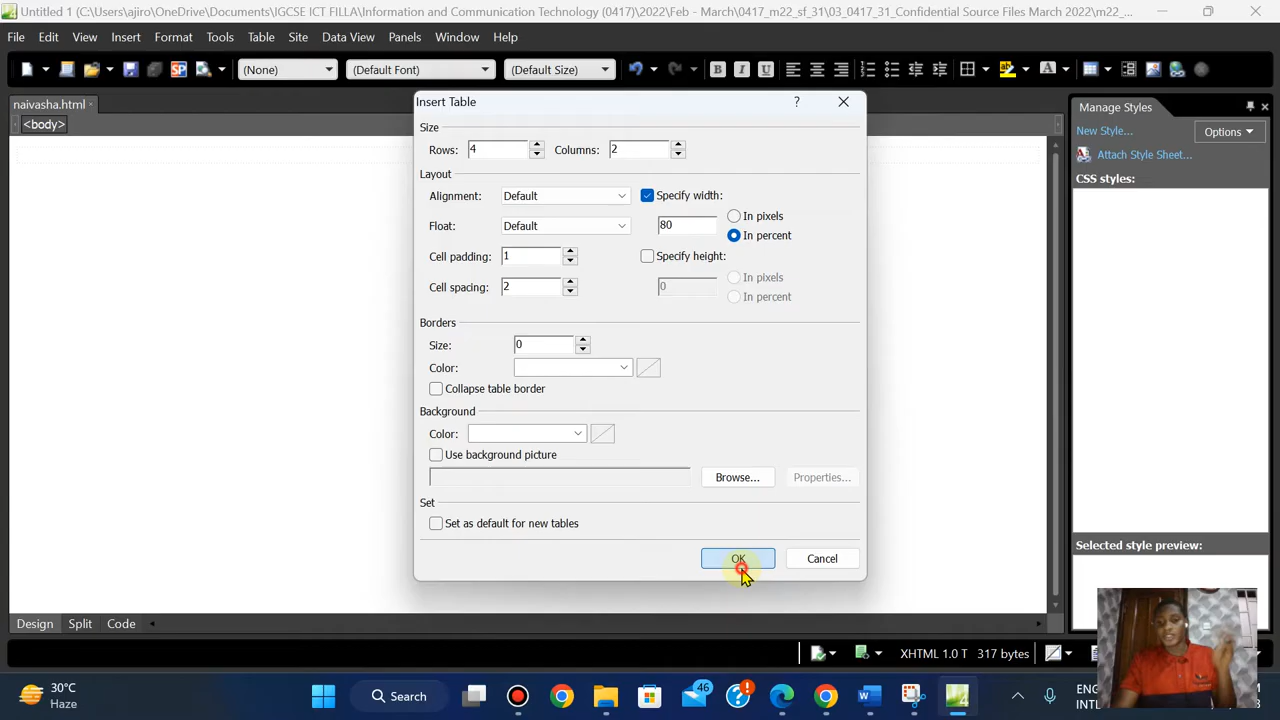 Untitled 1 (C:\Users\ajiro\OneDrive\Documents\IGCSE ICT FILLA\Information and Communication Technology (0417)\2022\Feb - March\0417_m22_sf_31\03_0417_31_Confidential Source Files March 2022\m22_...
File Edit View Insert Format Tools Table Site Data View Panels Window Help
(None) (Default Font) (Default Size) B I U A
naivasha.html
<body>
Insert Table ?
Size
Rows: 4 Columns: 2
Layout
Alignment: Default Specify width:
In pixels
Float: Default 80
In percent
Cell padding: 1 Specify height:
In pixels
Cell spacing: 2 0
In percent
Borders
Size: 0
Color:
Collapse table border
Background
Color:
Use background picture
Browse... Properties...
Set
Set as default for new tables
OK Cancel
Manage Styles
New Style... Options
Attach Style Sheet...
CSS styles:
Selected style preview:
Design Split Code
XHTML 1.0 T 317 bytes
30°C
Haze
Search
46
ENG
INTL